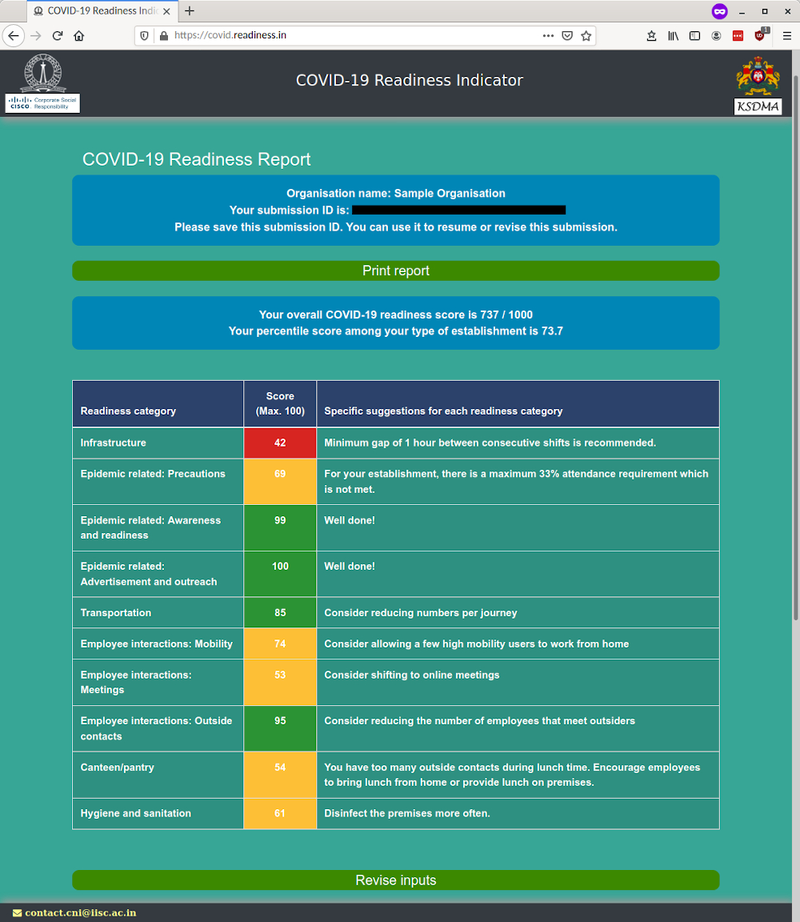 COVID-19 Readiness Indi
https://covid.readiness.in
Corporate Social
CISCO. Responsibility
COVID-19 Readiness Indicator
KSDMA
COVID-19 Readiness Report
Organisation name: Sample Organisation
Your submission ID is:
Please save this submission ID. You can use it to resume or revise this submission.
Print report
Your overall COVID-19 readiness score is 737 / 1000
Your percentile score among your type of establishment is 73.7
Readiness category
Score
(Max. 100)
Specific suggestions for each readiness category
Infrastructure
42
Minimum gap of 1 hour between consecutive shifts is recommended.
Epidemic related: Precautions
69
For your establishment, there is a maximum 33% attendance requirement which
is not met.
Epidemic related: Awareness
and readiness
99
Well done!
Epidemic related:
Advertisement and outreach
100
Well done!
Transportation
85
Consider reducing numbers per journey
Employee interactions: Mobility
74
Consider allowing a few high mobility users to work from home
Employee interactions:
Meetings
53
Consider shifting to online meetings
Employee interactions: Outside
contacts
95
Consider reducing the number of employees that meet outsiders
Canteen/pantry
54
You have too many outside contacts during lunch time. Encourage employees
to bring lunch from home or provide lunch on premises.
Hygiene and sanitation
61
Disinfect the premises more often.
Revise inputs
contact.cni@iisc.ac.in